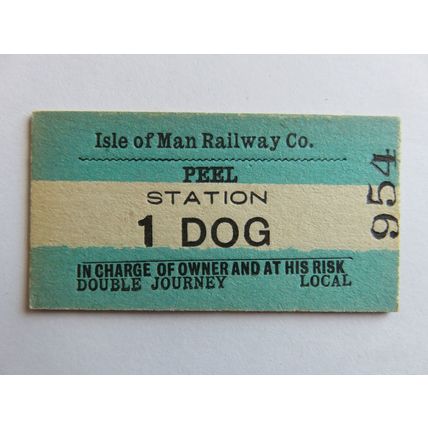 Isle of Man Railway Co.
PEEL
STATION
1 DOG
IN CHARGE OF OWNER AND AT HIS RISK
DOUBLE JOURNEY LOCAL
954